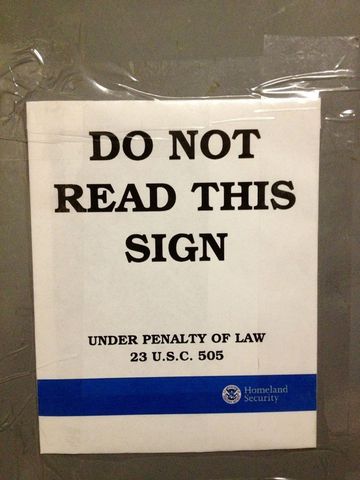 DO NOT
READ THIS
SIGN
UNDER PENALTY OF LAW
23 U.S.C. 505
Homeland
Security